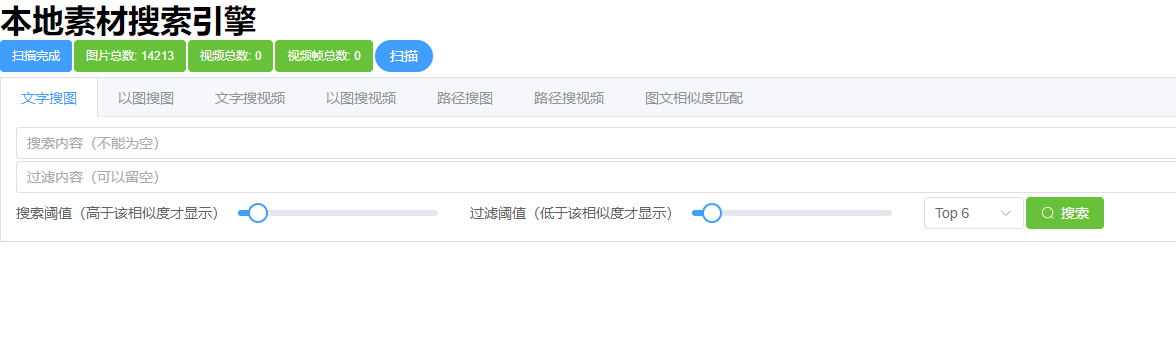 本地素材搜索引擎
扫描完成 图片总数: 14213 视频总数: 0 视频帧总数: 0 扫描
文字搜图 以图搜图 文字搜视频 以图搜视频 路径搜图 路径搜视频 图文相似度匹配
搜索内容（不能为空）
过滤内容（可以留空）
搜索阈值（高于该相似度才显示） 过滤阈值（低于该相似度才显示） Top 6 搜索